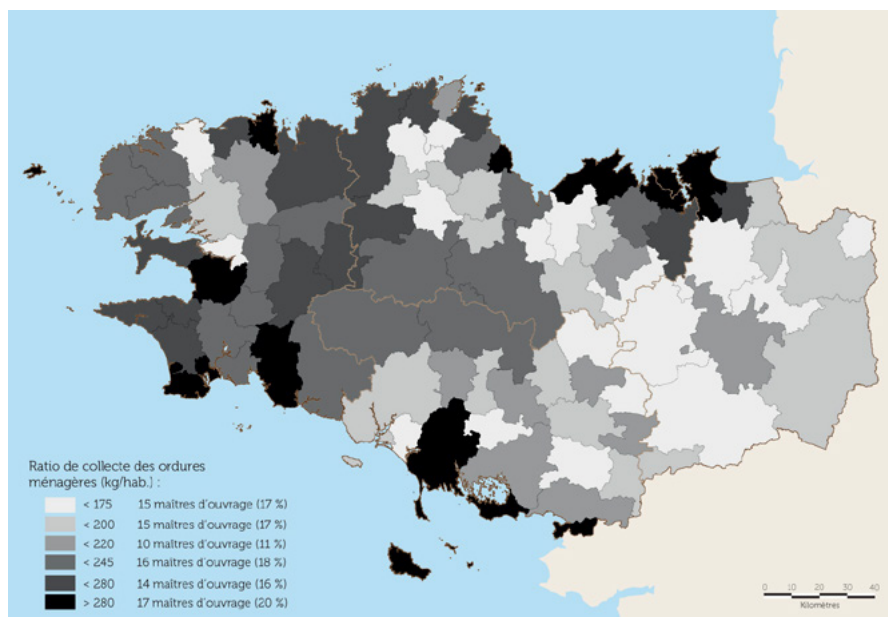 Ratio de collecte des ordures
ménagères (kg/hab.) :
< 175 15 maîtres d'ouvrage (17 %)
< 200 15 maîtres d'ouvrage (17 %)
< 220 10 maîtres d'ouvrage (11 %)
< 245 16 maîtres d'ouvrage (18 %)
< 280 14 maîtres d'ouvrage (16 %)
> 280 17 maîtres d'ouvrage (20 %)
0 10 20 30 40
Kilomètres